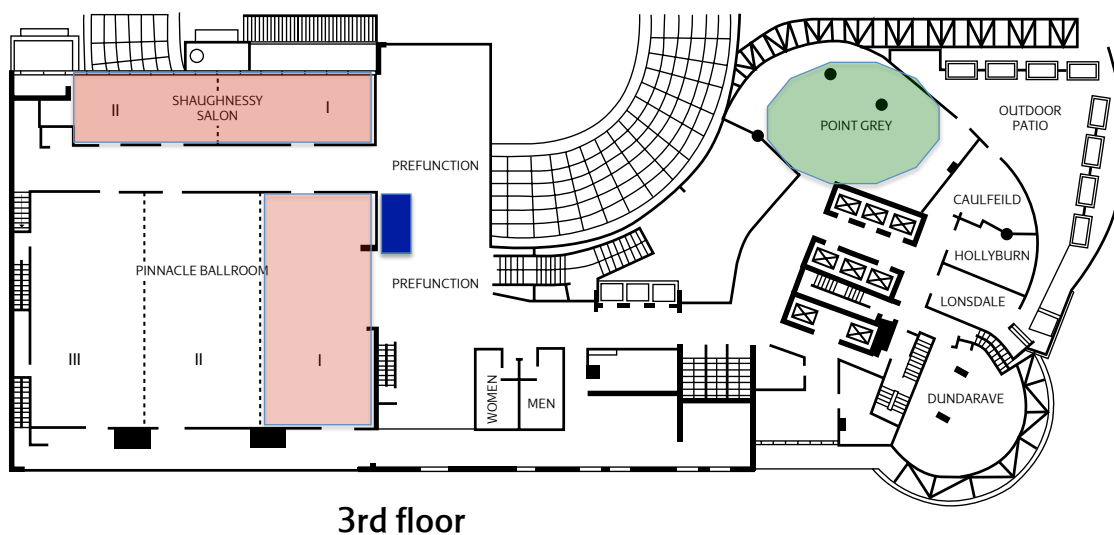 SHAUGHNESSY
SALON
II
I
PREFUNCTION
POINT GREY
OUTDOOR
PATIO
CAULFEILD
HOLLYBURN
LONSDALE
DUNDARAVE
PINNACLE BALLROOM
PREFUNCTION
III
II
I
WOMEN
MEN
3rd floor